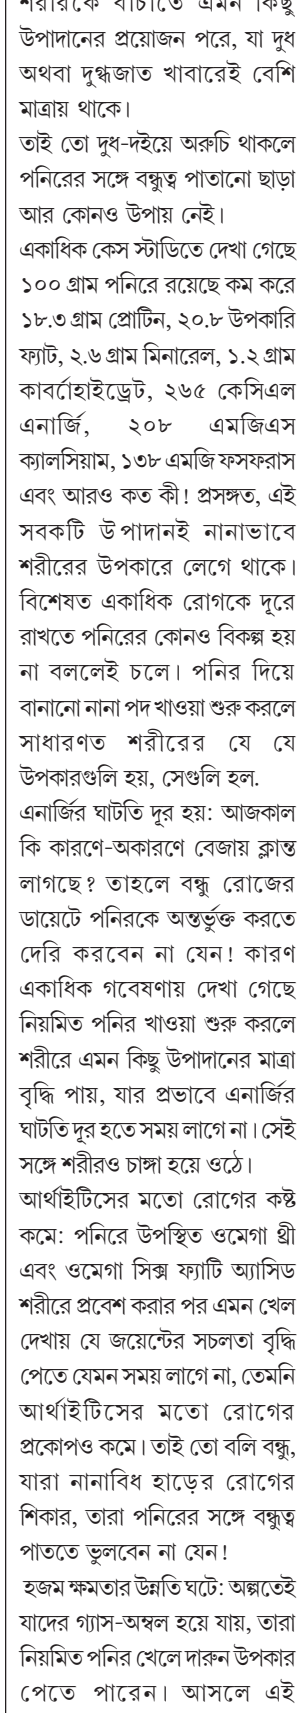 শরীরকে বাঁচাতে এমন কিছু
উপাদানের প্রয়োজন পরে, যা দুধ
অথবা দুগ্ধজাত খাবারেই বেশি
মাত্রায় থাকে।
তাই তো দুধ-দইয়ে অরুচি থাকলে
পনিরের সঙ্গে বন্ধুত্ব পাতানো ছাড়া
আর কোনও উপায় নেই।
একাধিক কেস স্টাডিতে দেখা গেছে
১০০ গ্রাম পনিরে রয়েছে কম করে
১৮.৩ গ্রাম প্রোটিন, ২০.৮ উপকারি
ফ্যাট, ২.৬ গ্রাম মিনারেল, ১.২ গ্রাম
কাবর্োহাইড্রেট, ২৬৫ কেসিএল
এনার্জি, ২০৮ এমজিএস
ক্যালসিয়াম, ১৩৮ এমজি ফসফরাস
এবং আরও কত কী! প্রসঙ্গত, এই
সবকটি উপাদানই নানাভাবে
শরীরের উপকারে লেগে থাকে।
বিশেষত একাধিক রোগকে দূরে
রাখতে পনিরের কোনও বিকল্প হয়
না বললেই চলে। পনির দিয়ে
বানানো নানা পদ খাওয়া শুরু করলে
সাধারণত শরীরের যে যে
উপকারগুলি হয়, সেগুলি হল.
এনার্জির ঘাটতি দূর হয়: আজকাল
কি কারণে-অকারণে বেজায় ক্লান্ত
লাগছে? তাহলে বন্ধু রোজের
ডায়েটে পনিরকে অন্তর্ভুক্ত করতে
দেরি করবেন না যেন! কারণ
একাধিক গবেষণায় দেখা গেছে
নিয়মিত পনির খাওয়া শুরু করলে
শরীরে এমন কিছু উপাদানের মাত্রা
বৃদ্ধি পায়, যার প্রভাবে এনার্জির
ঘাটতি দূর হতে সময় লাগে না। সেই
সঙ্গে শরীরও চাঙ্গা হয়ে ওঠে।
আর্থাইটিসের মতো রোগের কষ্ট
কমে: পনিরে উপস্থিত ওমেগা থ্রী
এবং ওমেগা সিক্স ফ্যাটি অ্যাসিড
শরীরে প্রবেশ করার পর এমন খেল
দেখায় যে জয়েন্টের সচলতা বৃদ্ধি
পেতে যেমন সময় লাগে না, তেমনি
আর্থাইটিসের মতো রোগের
প্রকোপও কমে। তাই তো বলি বন্ধু,
যারা নানাবিধ হাড়ের রোগের
শিকার, তারা পনিরের সঙ্গে বন্ধুত্ব
পাততে ভুলবেন না যেন!
হজম ক্ষমতার উন্নতি ঘটে: অল্পতেই
যাদের গ্যাস-অম্বল হয়ে যায়, তারা
নিয়মিত পনির খেলে দারুন উপকার
পেতে পারেন। আসলে এই